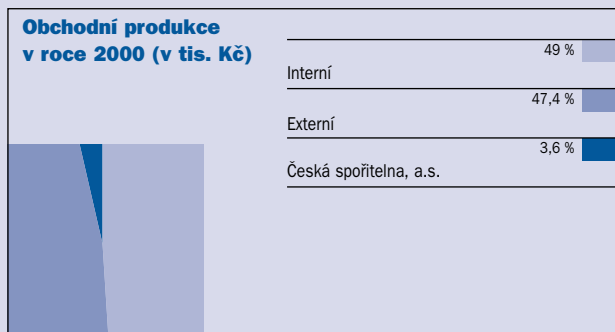 Obchodní produkce
v roce 2000 (v tis. Kč)
49 %
Interní
47,4 %
Externí
3,6 %
Česká spořitelna, a.s.